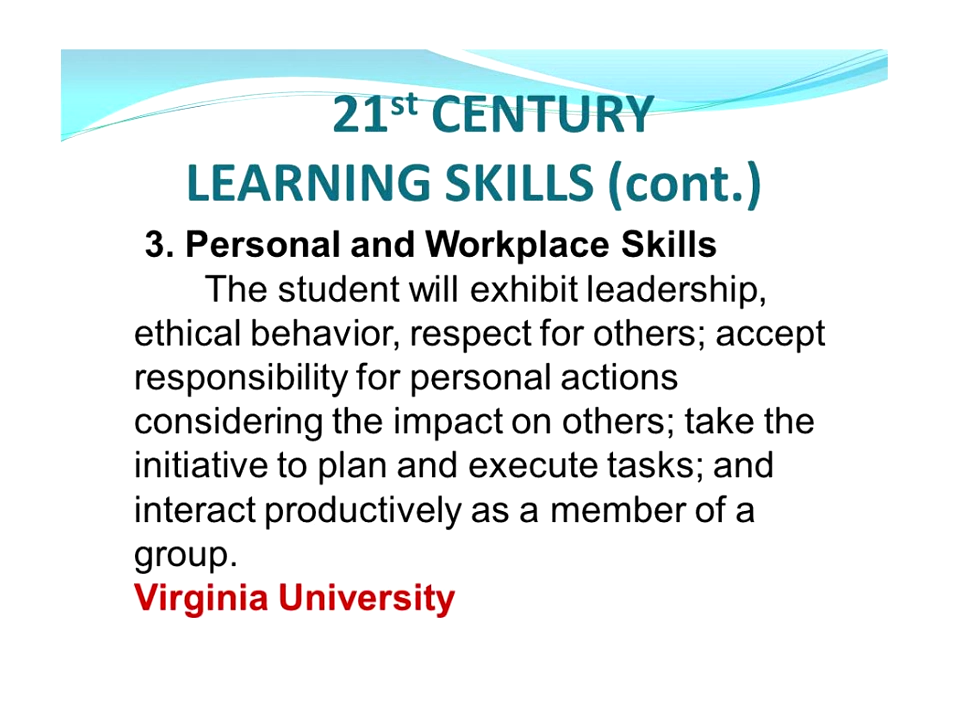 21st CENTURY
LEARNING SKILLS (cont.)
3. Personal and Workplace Skills
The student will exhibit leadership,
ethical behavior, respect for others; accept
responsibility for personal actions
considering the impact on others; take the
initiative to plan and execute tasks; and
interact productively as a member of a
group.
Virginia University